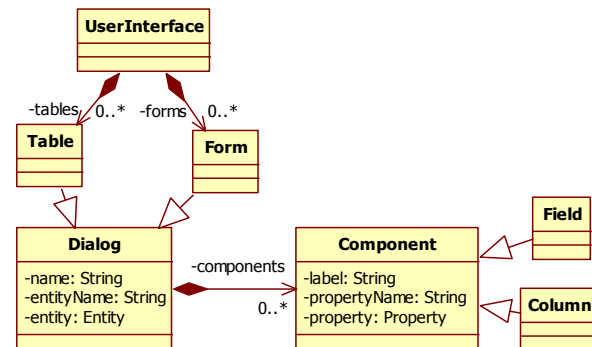 UserInterface
-tables 0..* -forms 0..*
Table
Form
Field
Dialog
-name: String
-entityName: String
-entity: Entity
-components
0..*
Component
-label: String
-propertyName: String
-property: Property
Column